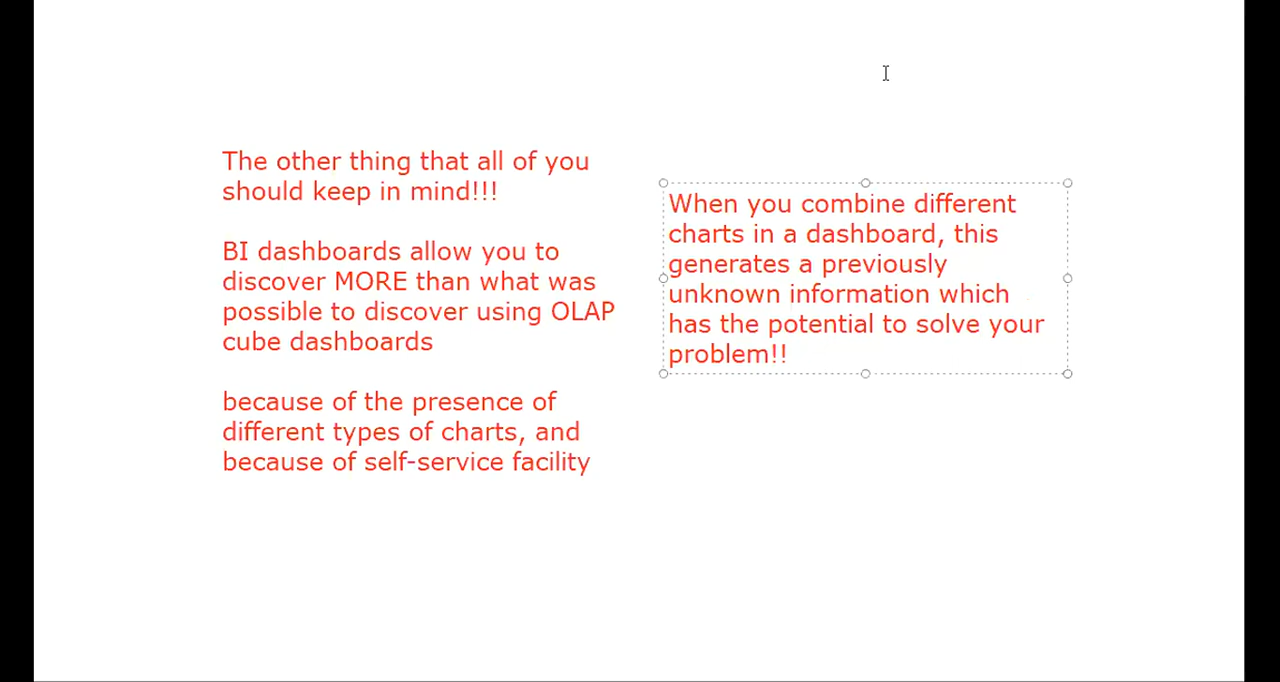 The other thing that all of you
should keep in mind!!!
BI dashboards allow you to
discover MORE than what was
possible to discover using OLAP
cube dashboards
because of the presence of
different types of charts, and
because of self-service facility
When you combine different
charts in a dashboard, this
generates a previously
unknown information which
has the potential to solve your
problem!!